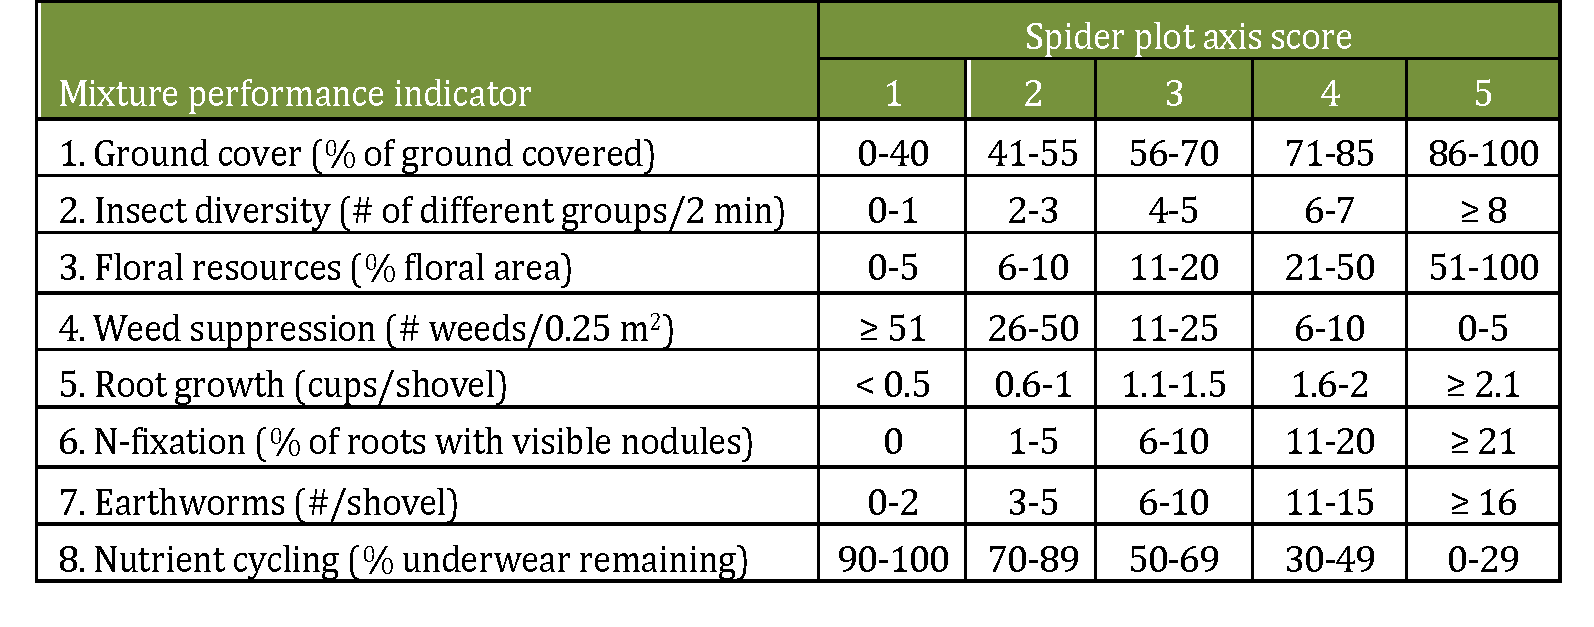 Spider plot axis score
Mixture performance indicator 1 2 3 4 5
1. Ground cover (% of ground covered) 0-40 41-55 56-70 71-85 86-100
2. Insect diversity (# of different groups/2 min) 0-1 2-3 4-5 6-7 ≥ 8
3. Floral resources (% floral area) 0-5 6-10 11-20 21-50 51-100
4. Weed suppression (# weeds/0.25 m²) ≥ 51 26-50 11-25 6-10 0-5
5. Root growth (cups/shovel) < 0.5 0.6-1 1.1-1.5 1.6-2 ≥ 2.1
6. N-fixation (% of roots with visible nodules) 0 1-5 6-10 11-20 ≥ 21
7. Earthworms (#/shovel) 0-2 3-5 6-10 11-15 ≥ 16
8. Nutrient cycling (% underwear remaining) 90-100 70-89 50-69 30-49 0-29